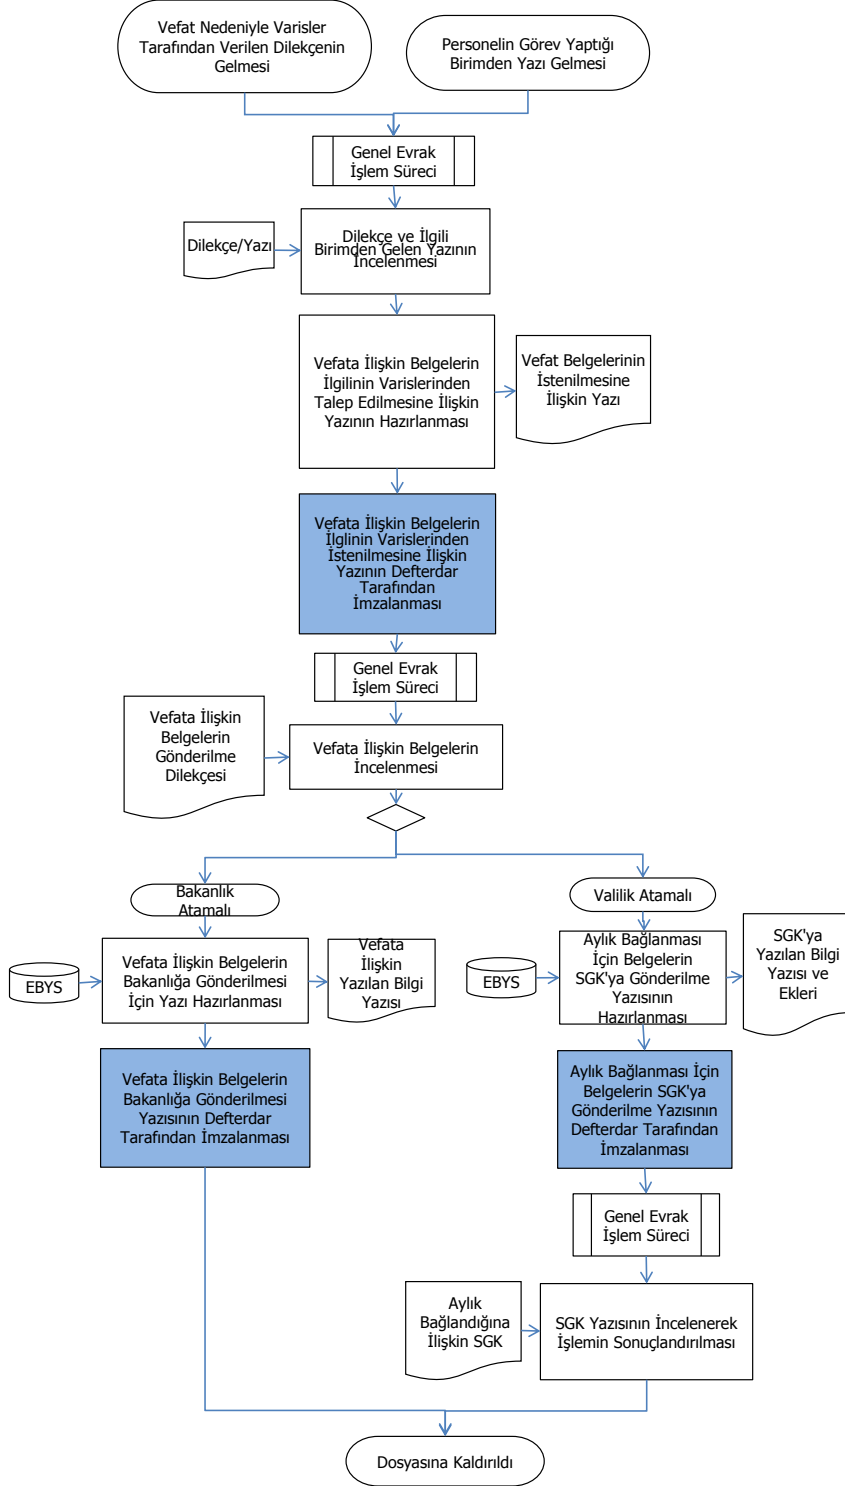 Vefat Nedeniyle Varisler
Tarafından Verilen Dilekçenin
Gelmesi
Personelin Görev Yaptığı
Birimden Yazı Gelmesi
Genel Evrak
İşlem Süreci
Dilekçe/Yazı
Dilekçe ve İlgili
Birimden Gelen Yazının
İncelenmesi
Vefata İlişkin Belgelerin
İlgilinin Varislerinden
Talep Edilmesine İlişkin
Yazının Hazırlanması
Vefat Belgelerinin
İstenilmesine
İlişkin Yazı
Vefata İlişkin Belgelerin
İlglinin Varislerinden
İstenilmesine İlişkin
Yazının Defterdar
Tarafından
İmzalanması
Genel Evrak
İşlem Süreci
Vefata İlişkin
Belgelerin
Gönderilme
Dilekçesi
Vefata İlişkin Belgelerin
İncelenmesi
Bakanlık
Atamalı
Valilik Atamalı
EBYS
Vefata İlişkin Belgelerin
Bakanlığa Gönderilmesi
İçin Yazı Hazırlanması
Vefata
İlişkin
Yazılan Bilgi
Yazısı
EBYS
Aylık Bağlanması
İçin Belgelerin
SGK'ya Gönderilme
Yazısının
Hazırlanması
SGK'ya
Yazılan Bilgi
Yazısı ve
Ekleri
Vefata İlişkin Belgelerin
Bakanlığa Gönderilmesi
Yazısının Defterdar
Tarafından İmzalanması
Aylık Bağlanması İçin
Belgelerin SGK'ya
Gönderilme Yazısının
Defterdar Tarafından
İmzalanması
Genel Evrak
İşlem Süreci
Aylık
Bağlandığına
İlişkin SGK
SGK Yazısının İncelenerek
İşlemin Sonuçlandırılması
Dosyasına Kaldırıldı